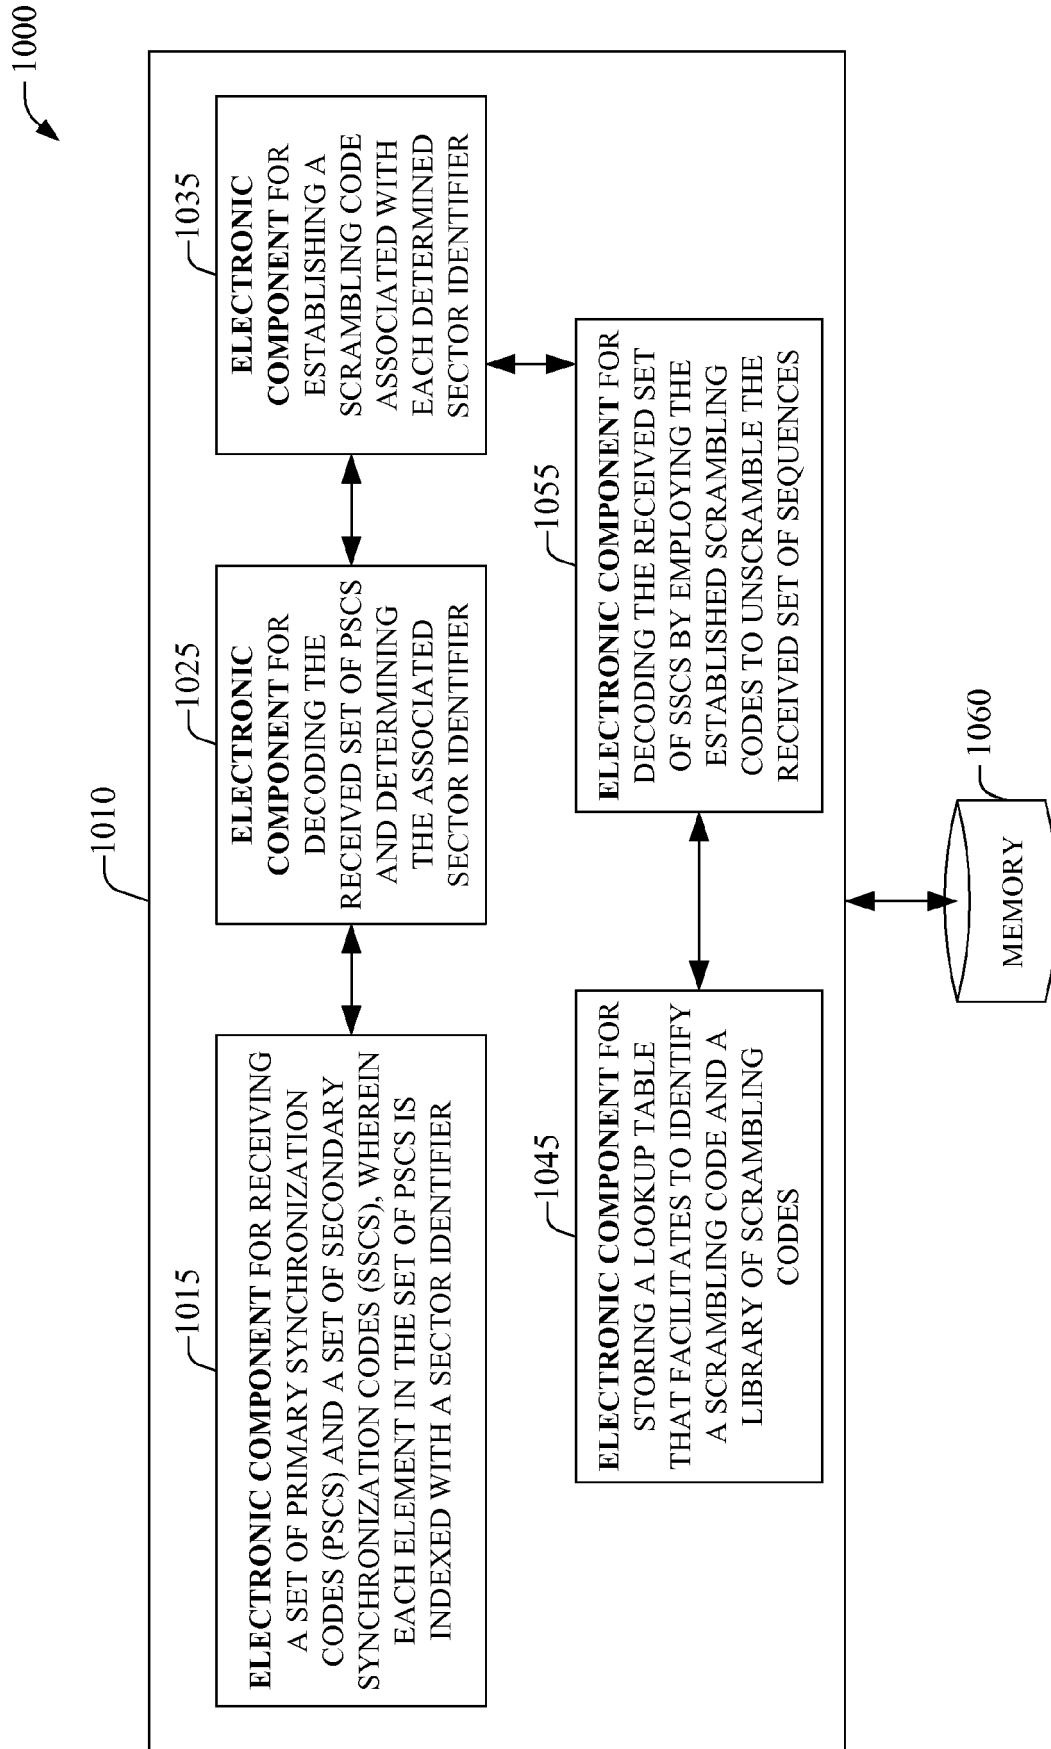 1000
1010
1015
ELECTRONIC COMPONENT FOR RECEIVING
A SET OF PRIMARY SYNCHRONIZATION
CODES (PSCS) AND A SET OF SECONDARY
SYNCHRONIZATION CODES (SSCS), WHEREIN
EACH ELEMENT IN THE SET OF PSCS IS
INDEXED WITH A SECTOR IDENTIFIER
1025
ELECTRONIC
COMPONENT FOR
DECODING THE
RECEIVED SET OF PSCS
AND DETERMINING
THE ASSOCIATED
SECTOR IDENTIFIER
1035
ELECTRONIC
COMPONENT FOR
ESTABLISHING A
SCRAMBLING CODE
ASSOCIATED WITH
EACH DETERMINED
SECTOR IDENTIFIER
1045
ELECTRONIC COMPONENT FOR
STORING A LOOKUP TABLE
THAT FACILITATES TO IDENTIFY
A SCRAMBLING CODE AND A
LIBRARY OF SCRAMBLING
CODES
1055
ELECTRONIC COMPONENT FOR
DECODING THE RECEIVED SET
OF SSCS BY EMPLOYING THE
ESTABLISHED SCRAMBLING
CODES TO UNSCRAMBLE THE
RECEIVED SET OF SEQUENCES
1060
MEMORY